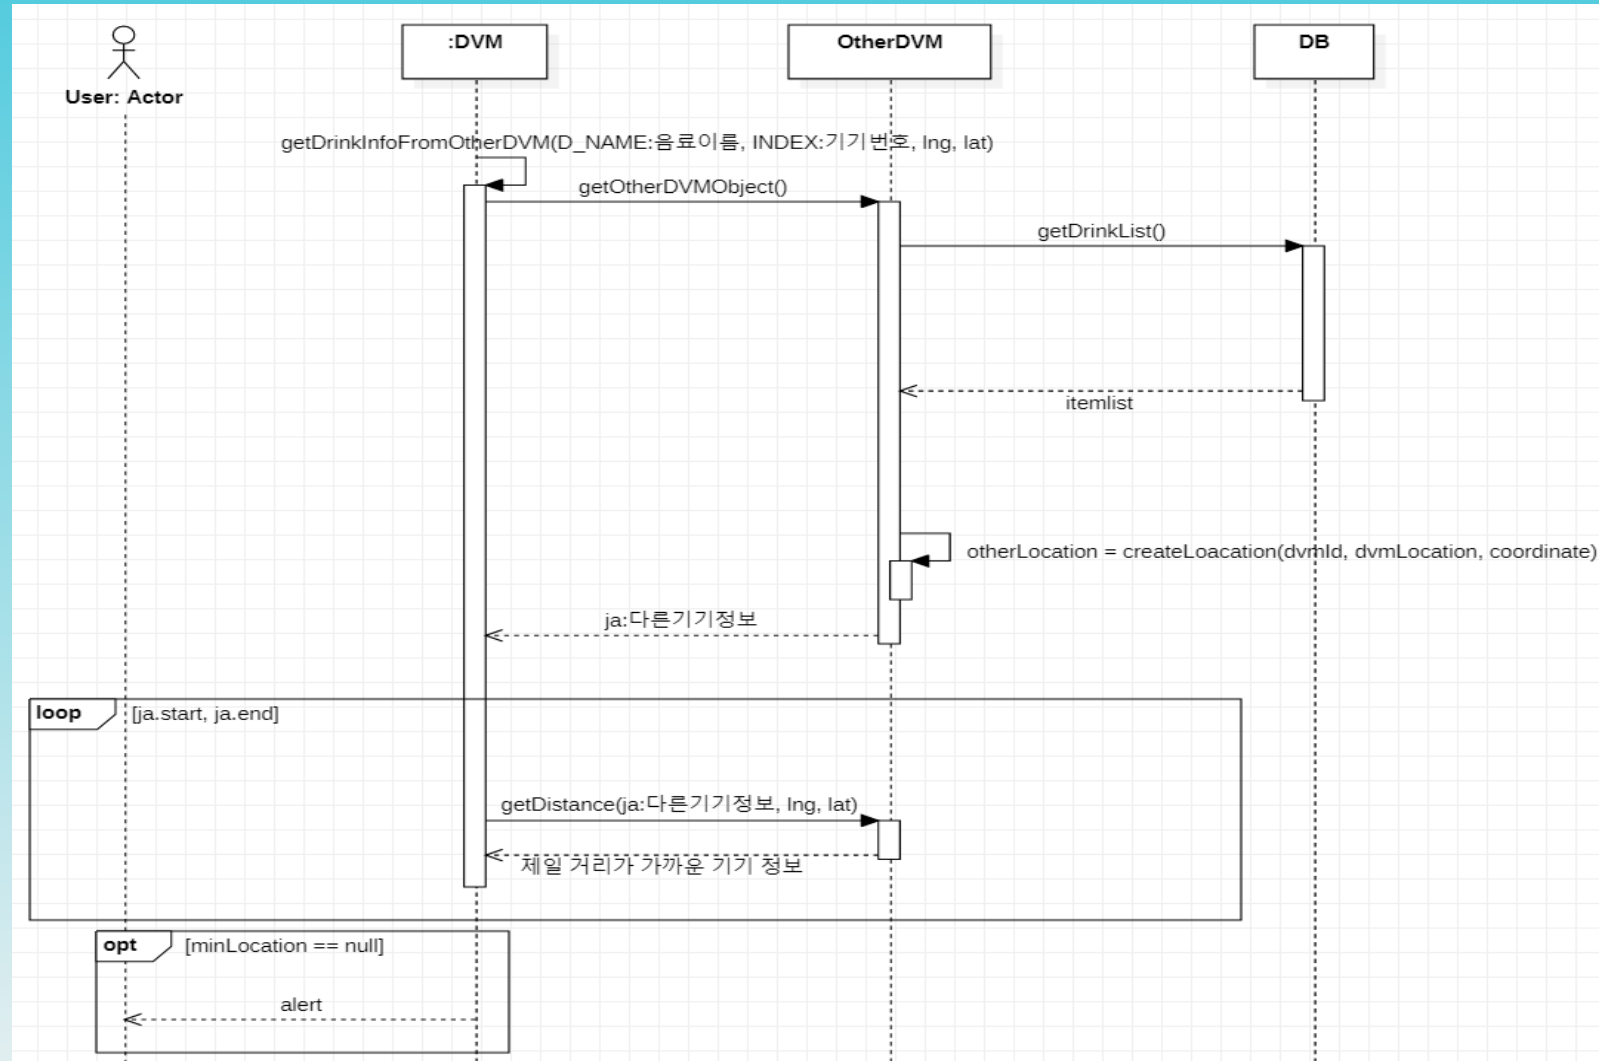 :DVM
OtherDVM
DB
User: Actor
getDrinkInfoFromOtherDVM(D_NAME:음료이름, INDEX:기기번호, lng, lat)
getOtherDVMObject()
getDrinkList()
itemlist
otherLocation = createLoacation(dvmId, dvmLocation, coordinate)
ja:다른기기정보
loop
[ja.start, ja.end]
getDistance(ja:다른기기정보, lng, lat)
제일 거리가 가까운 기기 정보
opt
[minLocation == null]
alert